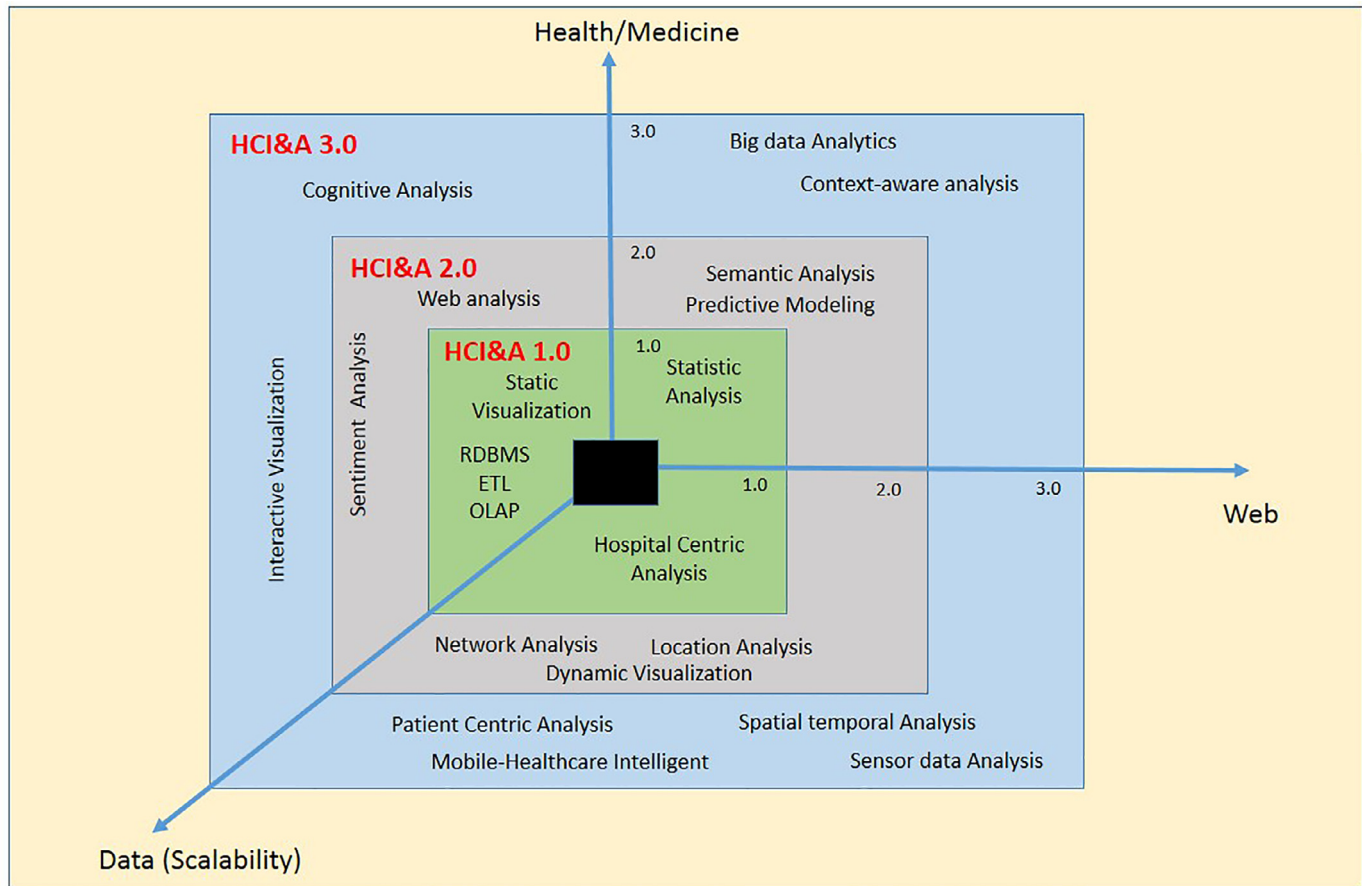 Health/Medicine
HCI&A 3.0
3.0
Big data Analytics
Cognitive Analysis
Context-aware analysis
HCI&A 2.0
2.0
Semantic Analysis
Web analysis
Predictive Modeling
HCI&A 1.0
1.0
Statistic
Analysis
Static
Visualization
Interactive Visualization
Sentiment Analysis
RDBMS
ETL
OLAP
1.0
2.0
3.0
Web
Hospital Centric
Analysis
Network Analysis
Location Analysis
Dynamic Visualization
Patient Centric Analysis
Spatial temporal Analysis
Mobile-Healthcare Intelligent
Sensor data Analysis
Data (Scalability)